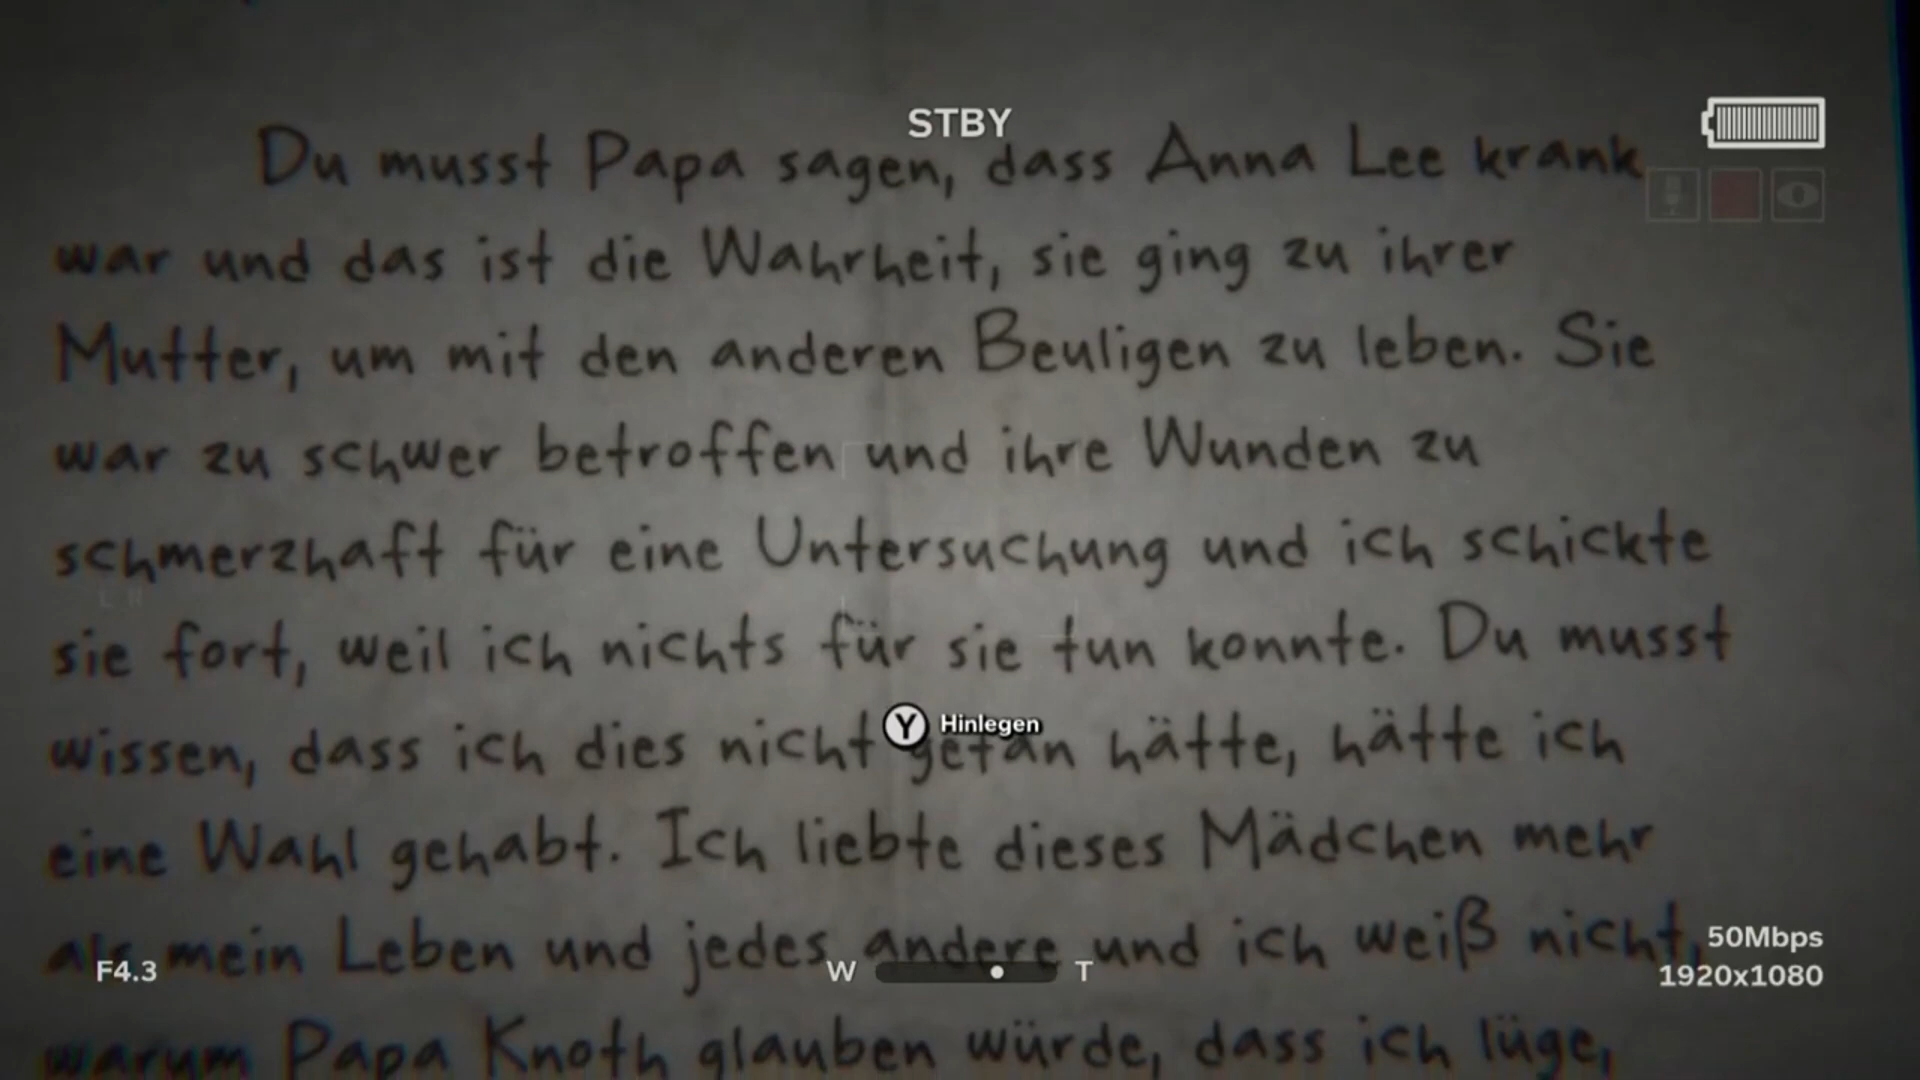 STBY
Du musst Papa sagen, dass Anna Lee krank
war und das ist die Wahrheit, sie ging zu ihrer
Mutter, um mit den anderen Beuligen zu leben. Sie
war zu schwer betroffen und ihre Wunden zu
schmerzhaft für eine Untersuchung und ich schickte
sie fort, weil ich nichts für sie tun konnte. Du musst
Y Hinlegen
wissen, dass ich dies nicht getan hätte, hätte ich
eine Wahl gehabt. Ich liebte dieses Mädchen mehr
als mein Leben und jedes andere und ich weiß nicht,
50Mbps
F4.3 W T 1920x1080
warum Papa Knoth glauben würde, dass ich lüge,